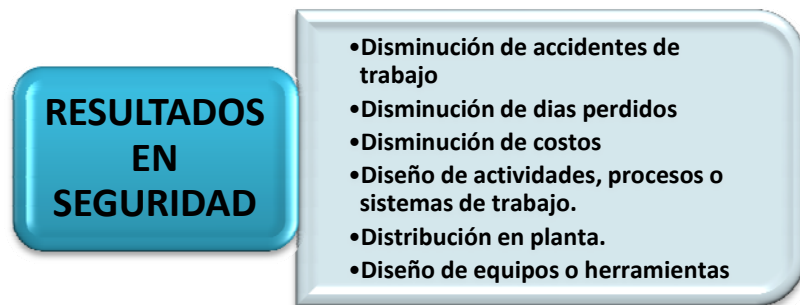 RESULTADOS
EN
SEGURIDAD
•Disminución de accidentes de
trabajo
•Disminución de dias perdidos
•Disminución de costos
•Diseño de actividades, procesos o
sistemas de trabajo.
•Distribución en planta.
•Diseño de equipos o herramientas